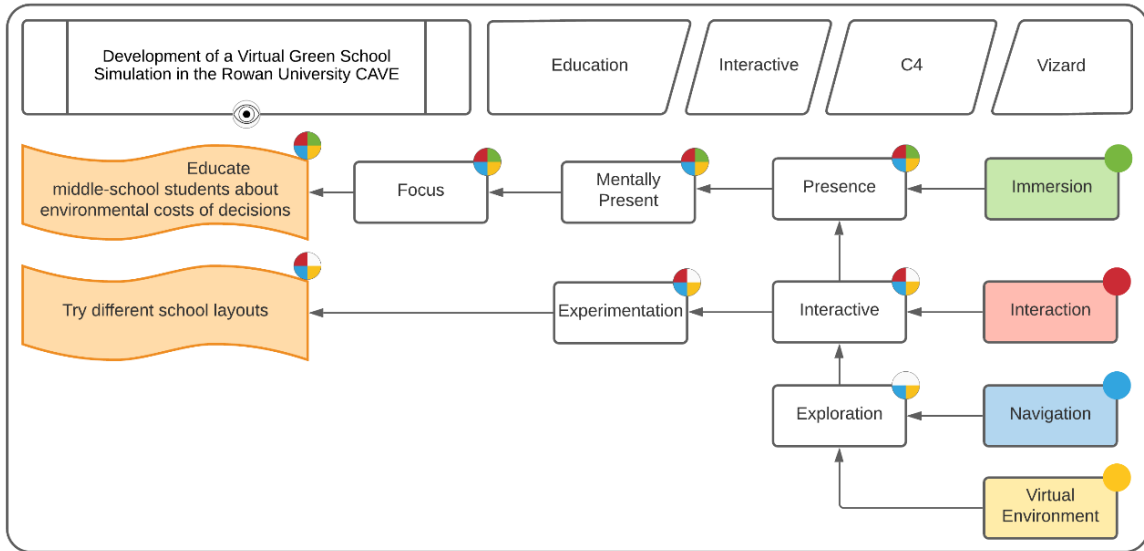 Development of a Virtual Green School
Simulation in the Rowan University CAVE
Education
Interactive
C4
Vizard
Educate
middle-school students about
environmental costs of decisions
Focus
Mentally
Present
Presence
Immersion
Try different school layouts
Experimentation
Interactive
Interaction
Exploration
Navigation
Virtual
Environment